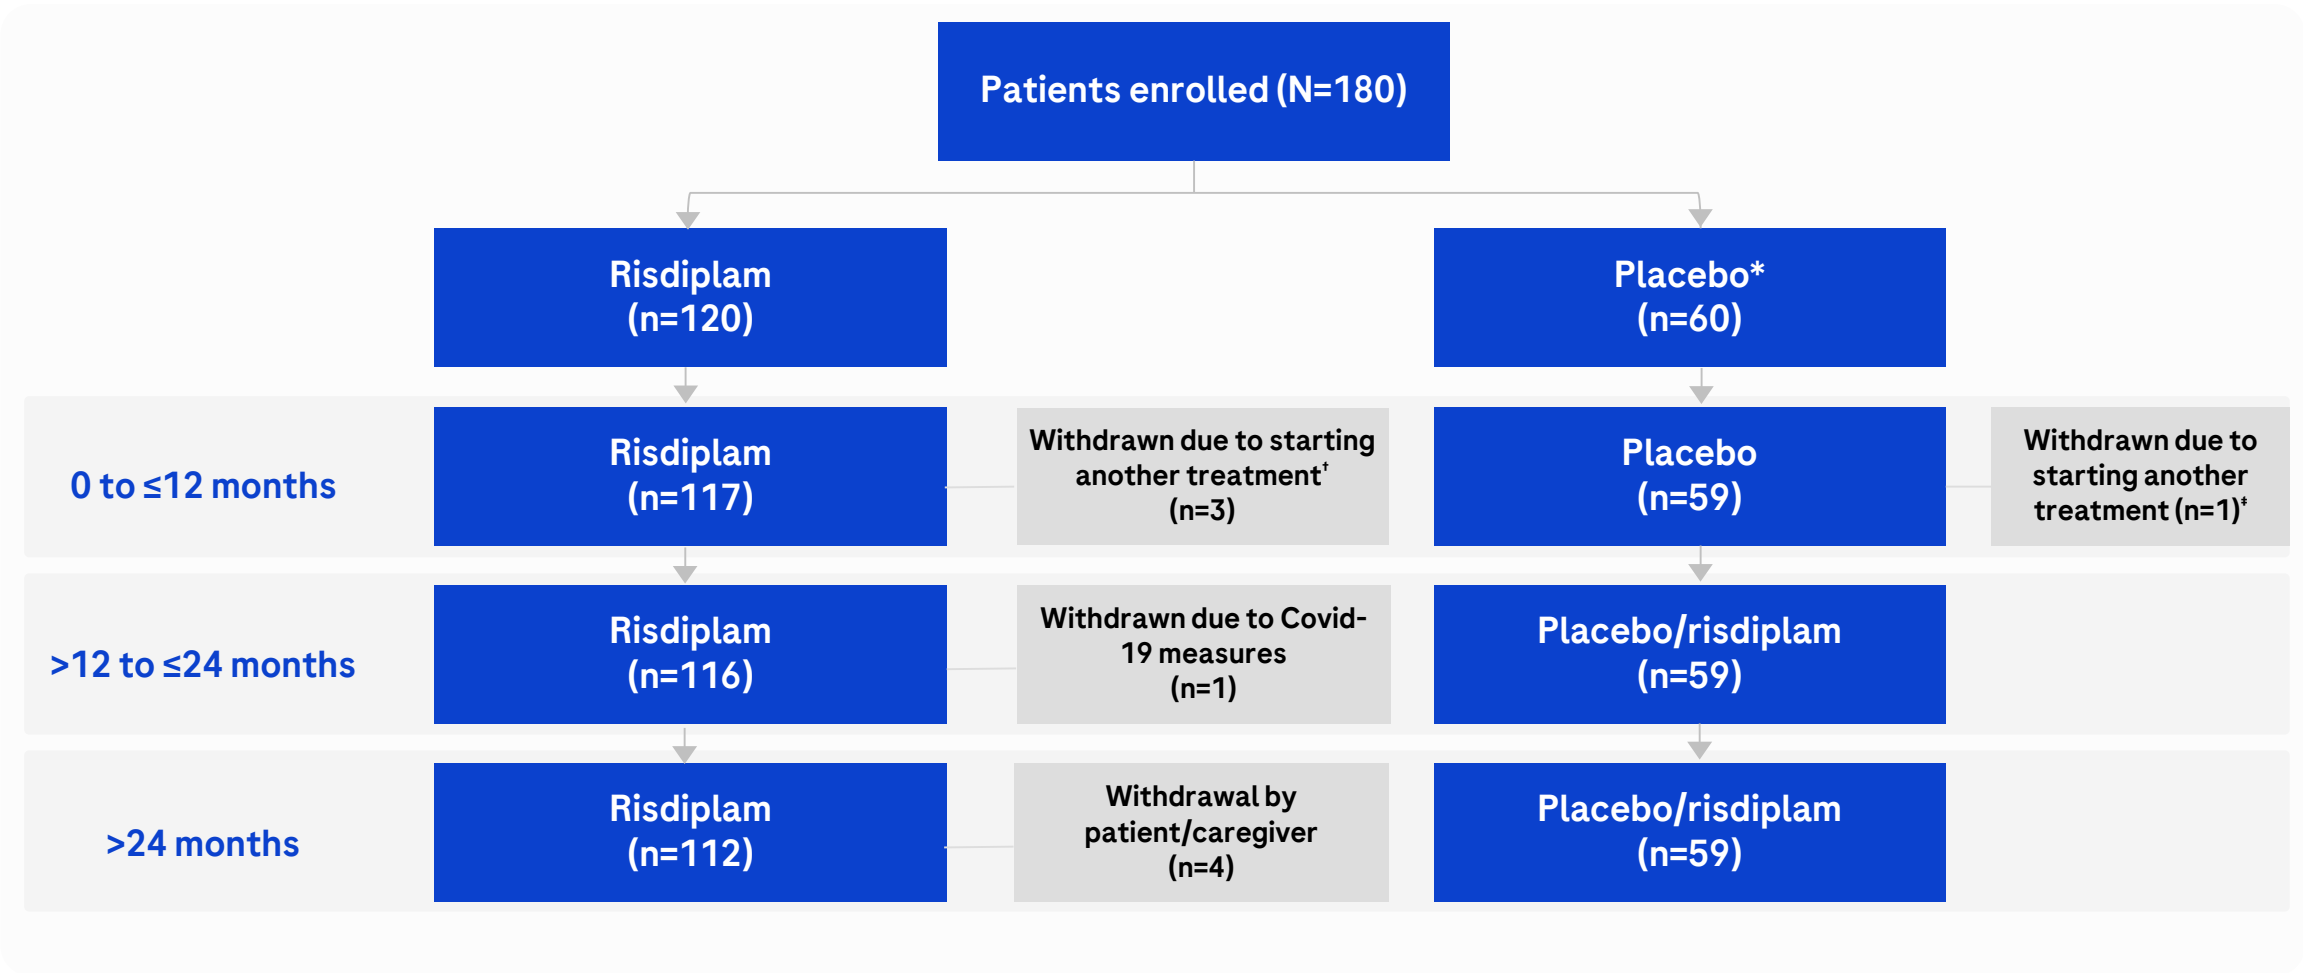 Patients enrolled (N=180)
Risdiplam
(n=120)
Placebo*
(n=60)
0 to ≤12 months
Risdiplam
(n=117)
Withdrawn due to starting
another treatment†
(n=3)
Placebo
(n=59)
Withdrawn due to
starting another
treatment (n=1)‡
>12 to ≤24 months
Risdiplam
(n=116)
Withdrawn due to Covid-
19 measures
(n=1)
Placebo/risdiplam
(n=59)
>24 months
Risdiplam
(n=112)
Withdrawal by
patient/caregiver
(n=4)
Placebo/risdiplam
(n=59)